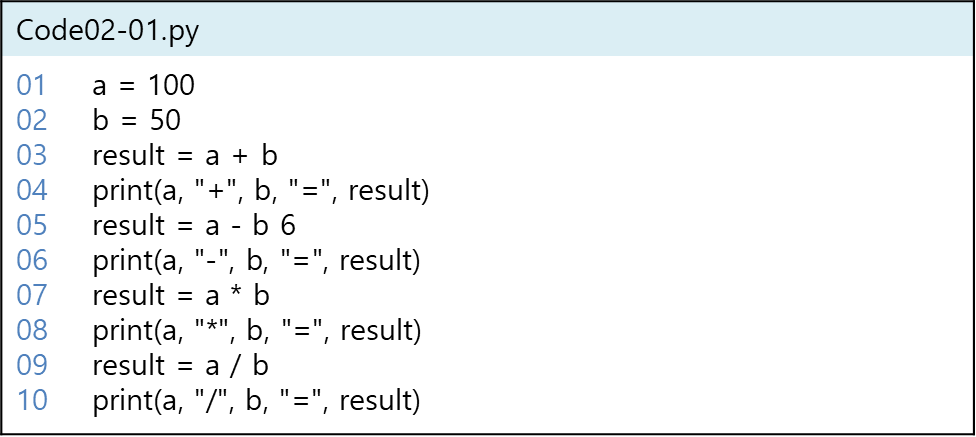 Code02-01.py
01 a = 100
02 b = 50
03 result = a + b
04 print(a, "+", b, "=", result)
05 result = a - b 6
06 print(a, "-", b, "=", result)
07 result = a * b
08 print(a, "*", b, "=", result)
09 result = a / b
10 print(a, "/", b, "=", result)